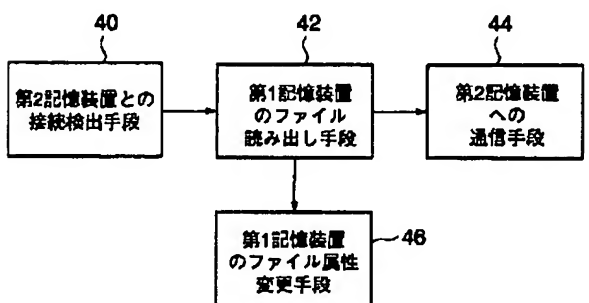 40
42
44
第2記憶装置との
接続検出手段
第1記憶装置
のファイル
読み出し手段
第2記憶装置
への
通信手段
第1記憶装置
のファイル属性
変更手段
46